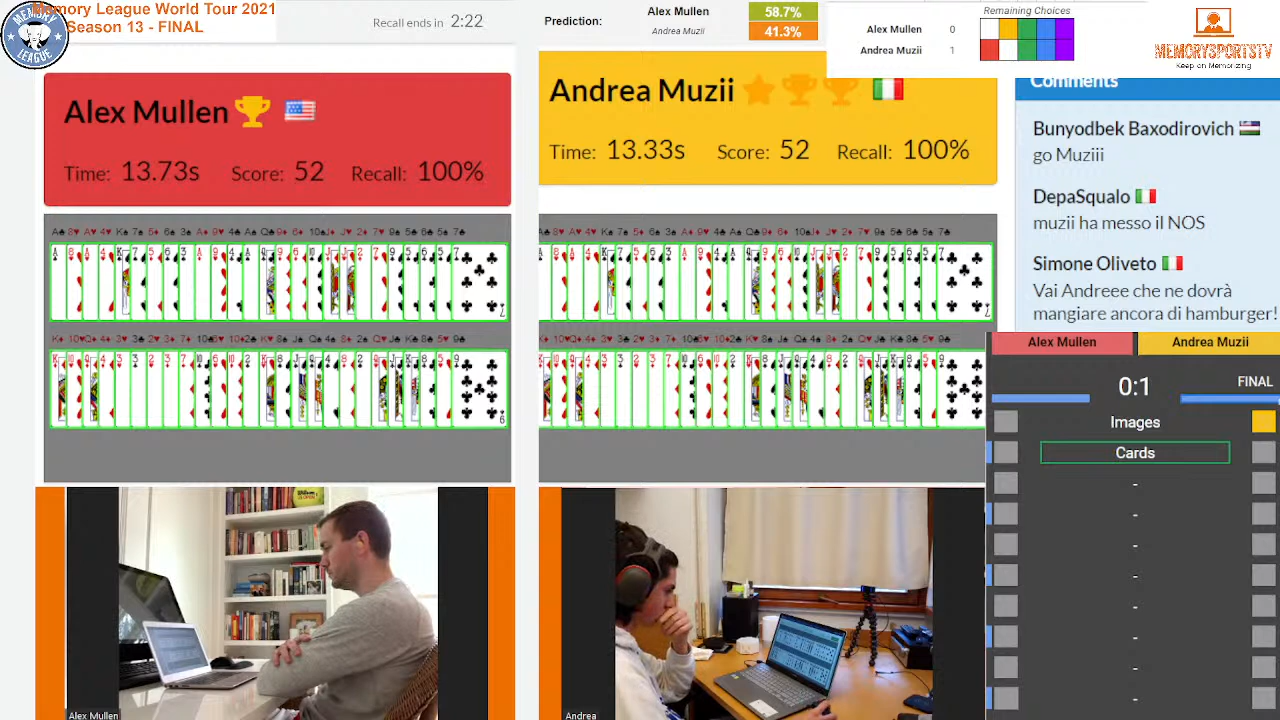 Memory League World Tour 2021
Season 13 - FINAL
MEMORY
LEAGUE
Recall ends in 2:22
Prediction:
Alex Mullen 58.7%
Andrea Muzii 41.3%
Remaining Choices
Alex Mullen 0
Andrea Muzii 1
MEMORYSPORTSTV
Keep on Memorizing
Alex Mullen
Time: 13.73s Score: 52 Recall: 100%
Andrea Muzii
Time: 13.33s Score: 52 Recall: 100%
Comments
Bunyodbek Baxodirovich
go Muziii
DepaSqualo
muzii ha messo il NOS
Simone Oliveto
Vai Andreee che ne dovrà
mangiare ancora di hamburger!
Alex Mullen Andrea Muzii
0:1 FINAL
Images
Cards
-
-
-
-
-
-
-
-
Alex Mullen
Andrea